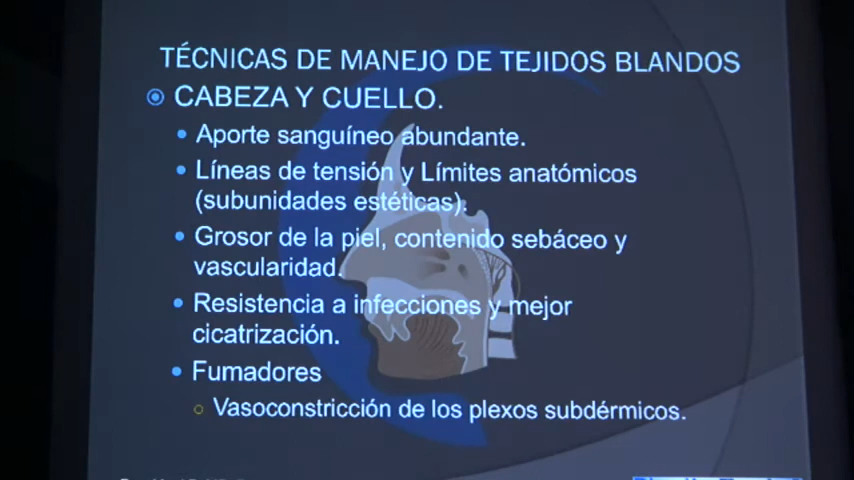 TÉCNICAS DE MANEJO DE TEJIDOS BLANDOS
CABEZA Y CUELLO.
Aporte sanguíneo abundante.
Líneas de tensión y Límites anatómicos
(subunidades estéticas).
Grosor de la piel, contenido sebáceo y
vascularidad.
Resistencia a infecciones y mejor
cicatrización.
Fumadores
Vasoconstricción de los plexos subdérmicos.